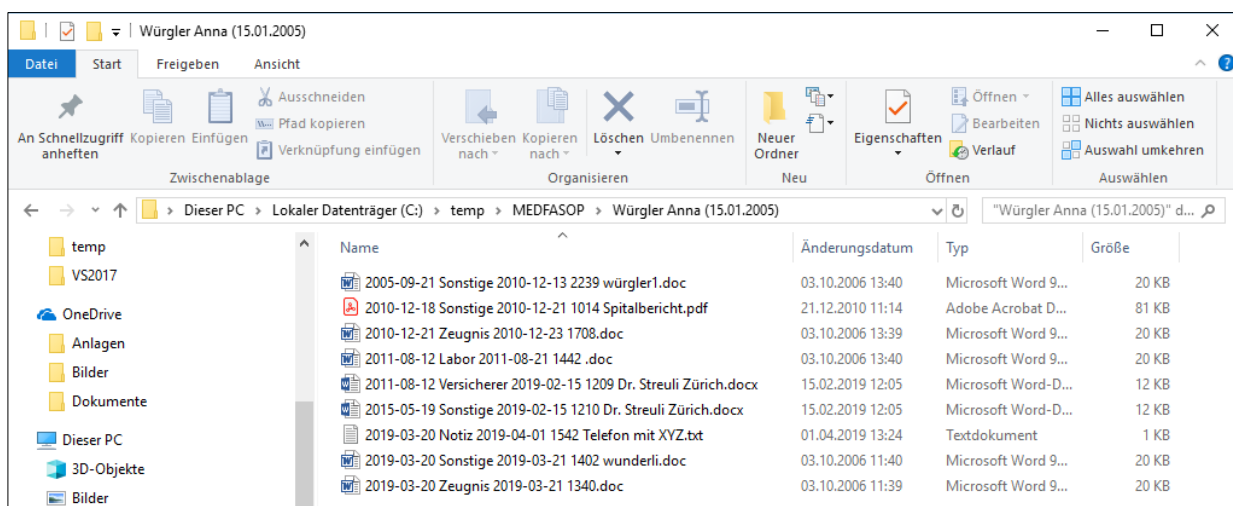 Würgler Anna (15.01.2005)
Datei Start Freigeben Ansicht
An Schnellzugriff anheften Kopieren Einfügen Ausschneiden
Pfad kopieren
Verknüpfung einfügen
Verschieben nach Kopieren nach Löschen Umbenennen
Neuer Ordner
Eigenschaften Öffnen
Bearbeiten
Verlauf
Alles auswählen
Nichts auswählen
Auswahl umkehren
Zwischenablage Organisieren Neu Öffnen Auswählen
Dieser PC > Lokaler Datenträger (C:) > temp > MEDFASOP > Würgler Anna (15.01.2005) "Würgler Anna (15.01.2005)" d...
temp
VS2017
OneDrive
Anlagen
Bilder
Dokumente
Dieser PC
3D-Objekte
Bilder
Name Änderungsdatum Typ Größe
2005-09-21 Sonstige 2010-12-13 2239 würgler1.doc 03.10.2006 13:40 Microsoft Word 9... 20 KB
2010-12-18 Sonstige 2010-12-21 1014 Spitalbericht.pdf 21.12.2010 11:14 Adobe Acrobat D... 81 KB
2010-12-21 Zeugnis 2010-12-23 1708.doc 03.10.2006 13:39 Microsoft Word 9... 20 KB
2011-08-12 Labor 2011-08-21 1442 .doc 03.10.2006 13:40 Microsoft Word 9... 20 KB
2011-08-12 Versicherer 2019-02-15 1209 Dr. Streuli Zürich.docx 15.02.2019 12:05 Microsoft Word-D... 12 KB
2015-05-19 Sonstige 2019-02-15 1210 Dr. Streuli Zürich.docx 15.02.2019 12:05 Microsoft Word-D... 12 KB
2019-03-20 Notiz 2019-04-01 1542 Telefon mit XYZ.txt 01.04.2019 13:24 Textdokument 1 KB
2019-03-20 Sonstige 2019-03-21 1402 wunderli.doc 03.10.2006 11:40 Microsoft Word 9... 20 KB
2019-03-20 Zeugnis 2019-03-21 1340.doc 03.10.2006 11:39 Microsoft Word 9... 20 KB